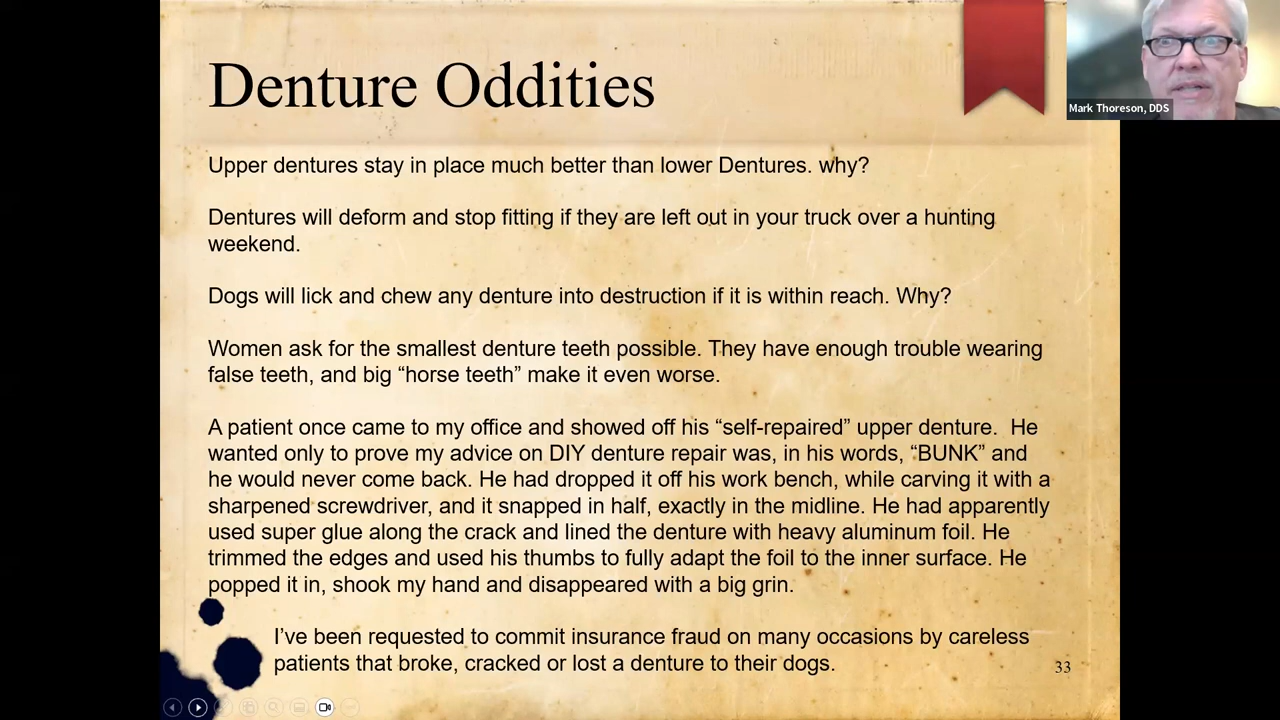 Denture Oddities
Mark Thoreson, DDS
Upper dentures stay in place much better than lower Dentures. why?
Dentures will deform and stop fitting if they are left out in your truck over a hunting
weekend.
Dogs will lick and chew any denture into destruction if it is within reach. Why?
Women ask for the smallest denture teeth possible. They have enough trouble wearing
false teeth, and big “horse teeth” make it even worse.
A patient once came to my office and showed off his “self-repaired” upper denture.  He
wanted only to prove my advice on DIY denture repair was, in his words, “BUNK” and
he would never come back. He had dropped it off his work bench, while carving it with a
sharpened screwdriver, and it snapped in half, exactly in the midline. He had apparently
used super glue along the crack and lined the denture with heavy aluminum foil. He
trimmed the edges and used his thumbs to fully adapt the foil to the inner surface. He
popped it in, shook my hand and disappeared with a big grin.
I’ve been requested to commit insurance fraud on many occasions by careless
patients that broke, cracked or lost a denture to their dogs.
33